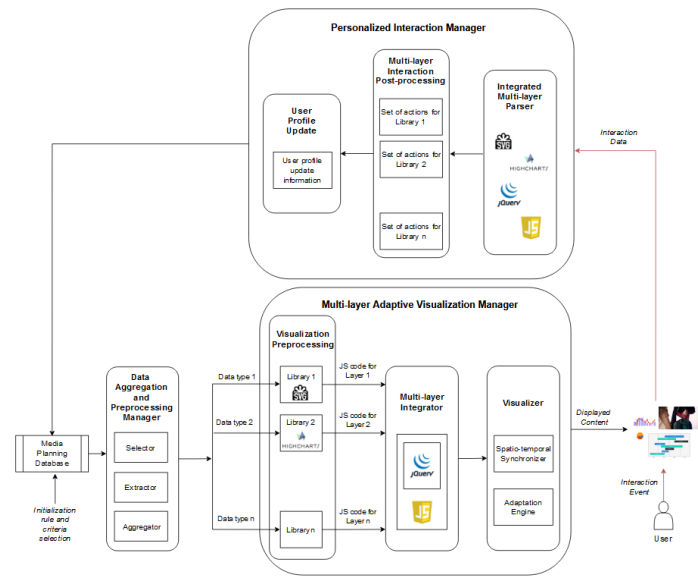 Personalized Interaction Manager
Multi-layer
Interaction
Post-processing
Integrated
Multi-layer
Parser
User
Profile
Update
Set of actions for
Library 1
Set of actions for
Library 2
Set of actions for
Library n
User profile
update
information
SVG
HIGHCHARTS
jQuery
JS
Interaction
Data
Multi-layer Adaptive Visualization Manager
Visualization
Preprocessing
Data
Aggregation
and
Preprocessing
Manager
Selector
Extractor
Aggregator
Media
Planning
Database
Initialization
rule and
criteria
selection
Data type 1
Data type 2
Data type n
Library 1
SVG
Library 2
HIGHCHARTS
Library n
JS code for
Layer 1
JS code for
Layer 2
JS code for
Layer n
Multi-layer
Integrator
jQuery
JS
Visualizer
Spatio-temporal
Synchronizer
Adaptation
Engine
Displayed
Content
Interaction
Event
User